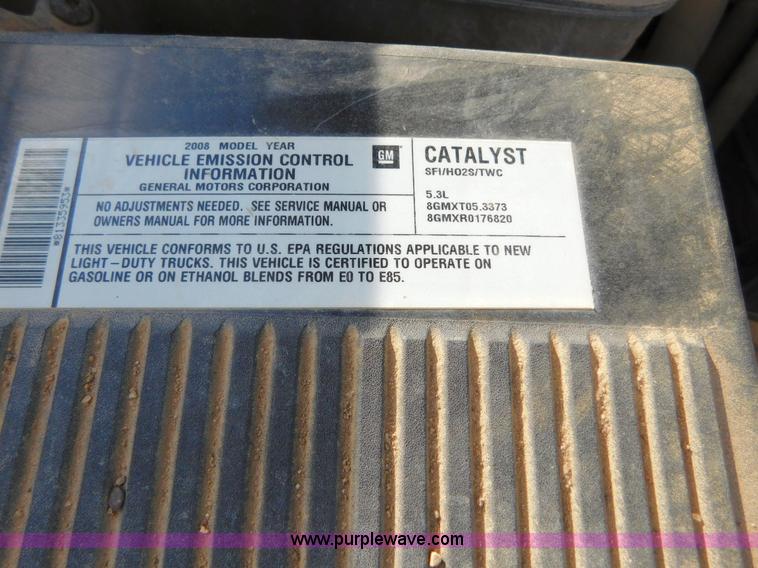 *81335953*
2008 MODEL YEAR
VEHICLE EMISSION CONTROL
INFORMATION
GENERAL MOTORS CORPORATION
GM
CATALYST
SFI/HO2S/TWC
NO ADJUSTMENTS NEEDED. SEE SERVICE MANUAL OR
OWNERS MANUAL FOR MORE INFORMATION.
5.3L
8GMXT05.3373
8GMXR0176820
THIS VEHICLE CONFORMS TO U.S. EPA REGULATIONS APPLICABLE TO NEW
LIGHT-DUTY TRUCKS. THIS VEHICLE IS CERTIFIED TO OPERATE ON
GASOLINE OR ON ETHANOL BLENDS FROM E0 TO E85.
www.purplewave.com